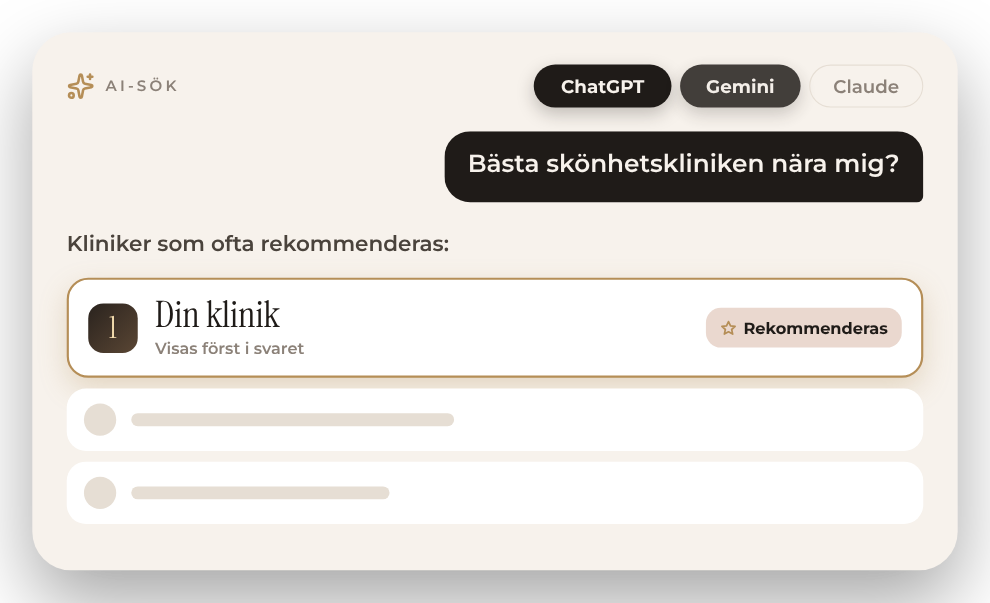 AI-SÖK
ChatGPT
Gemini
Claude
Bästa skönhetskliniken nära mig?
Kliniker som ofta rekommenderas:
1
Din klinik
Visas först i svaret
Rekommenderas